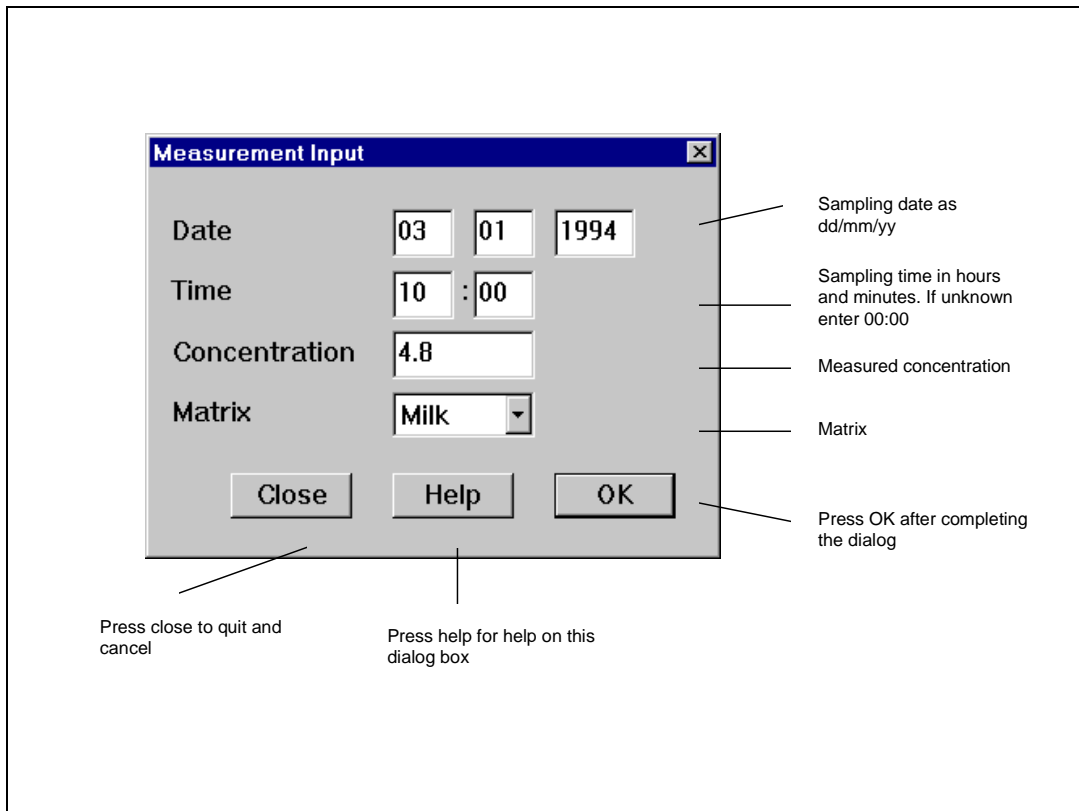 Measurement Input
Date 03 01 1994
Sampling date as
dd/mm/yy
Time 10 : 00
Sampling time in hours
and minutes. If unknown
enter 00:00
Concentration 4.8
Measured concentration
Matrix Milk
Matrix
Close Help OK
Press OK after completing
the dialog
Press close to quit and
cancel
Press help for help on this
dialog box